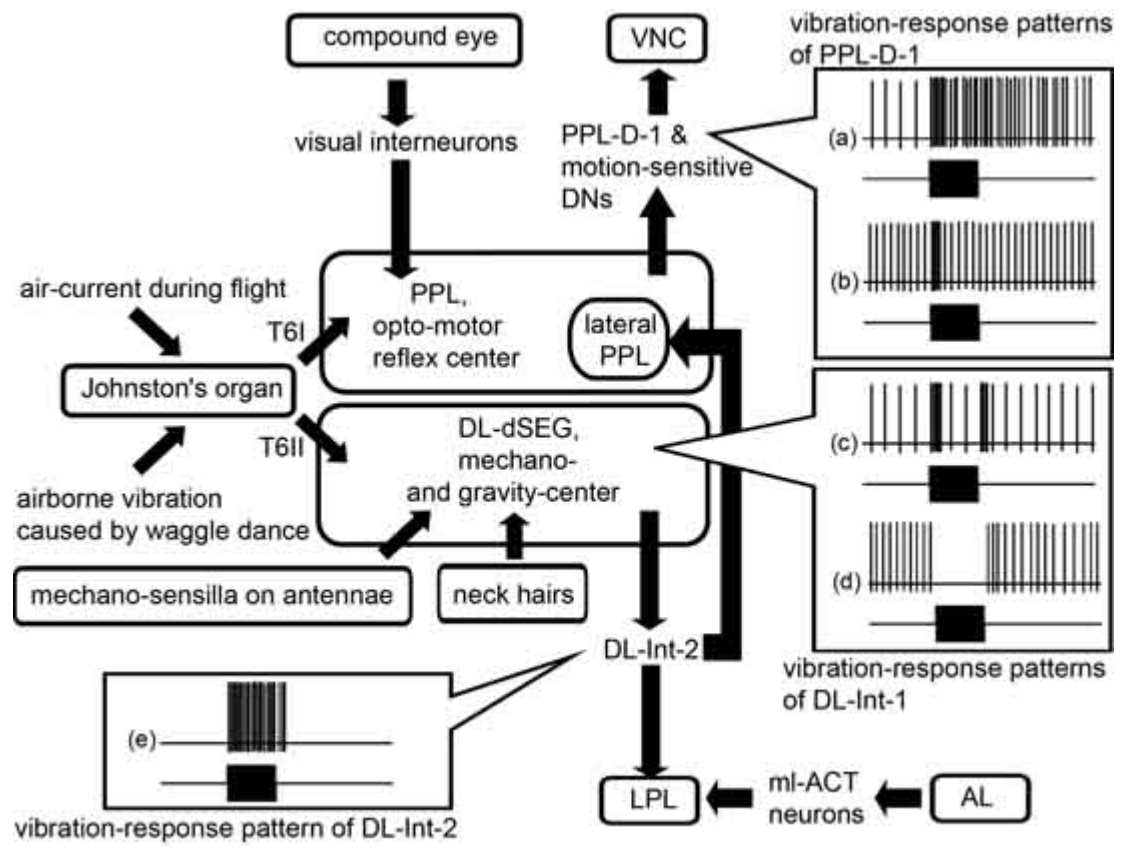 compound eye
VNC
vibration-response patterns
of PPL-D-1
visual interneurons
PPL-D-1 &
motion-sensitive
DNs
(a)
(b)
air-current during flight
T6I
PPL,
opto-motor
reflex center
lateral
PPL
Johnston's organ
T6II
DL-dSEG,
mechano-
and gravity-center
airborne vibration
caused by waggle dance
mechano-sensilla on antennae
neck hairs
(c)
(d)
vibration-response patterns
of DL-Int-1
DL-Int-2
(e)
vibration-response pattern of DL-Int-2
LPL
ml-ACT
neurons
AL